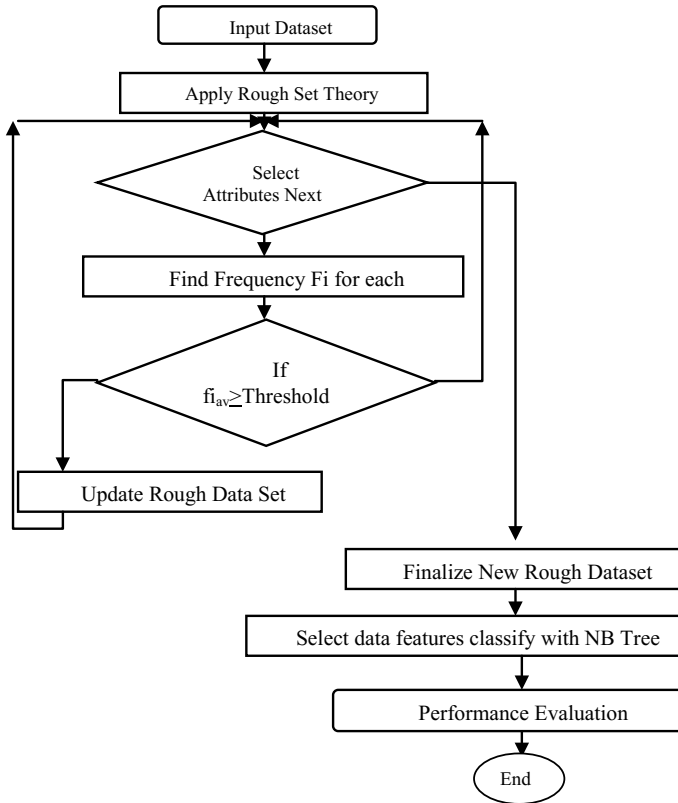 Input Dataset
Apply Rough Set Theory
Select
Attributes Next
Find Frequency Fi for each
If
fiav≥Threshold
Update Rough Data Set
Finalize New Rough Dataset
Select data features classify with NB Tree
Performance Evaluation
End